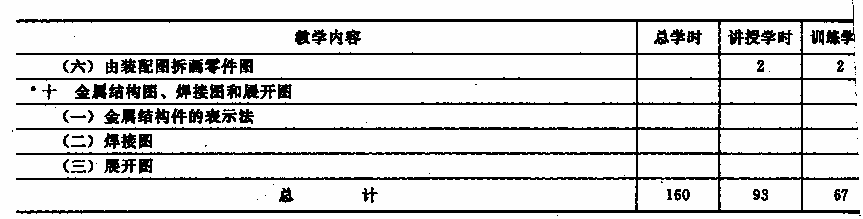 教学内容 总学时 讲授学时 训练学
（六）由装配图拆画零件图 2 2
*十 金属结构图、焊接图和展开图
（一）金属结构件的表示法
（二）焊接图
（三）展开图
总 计 160 93 67